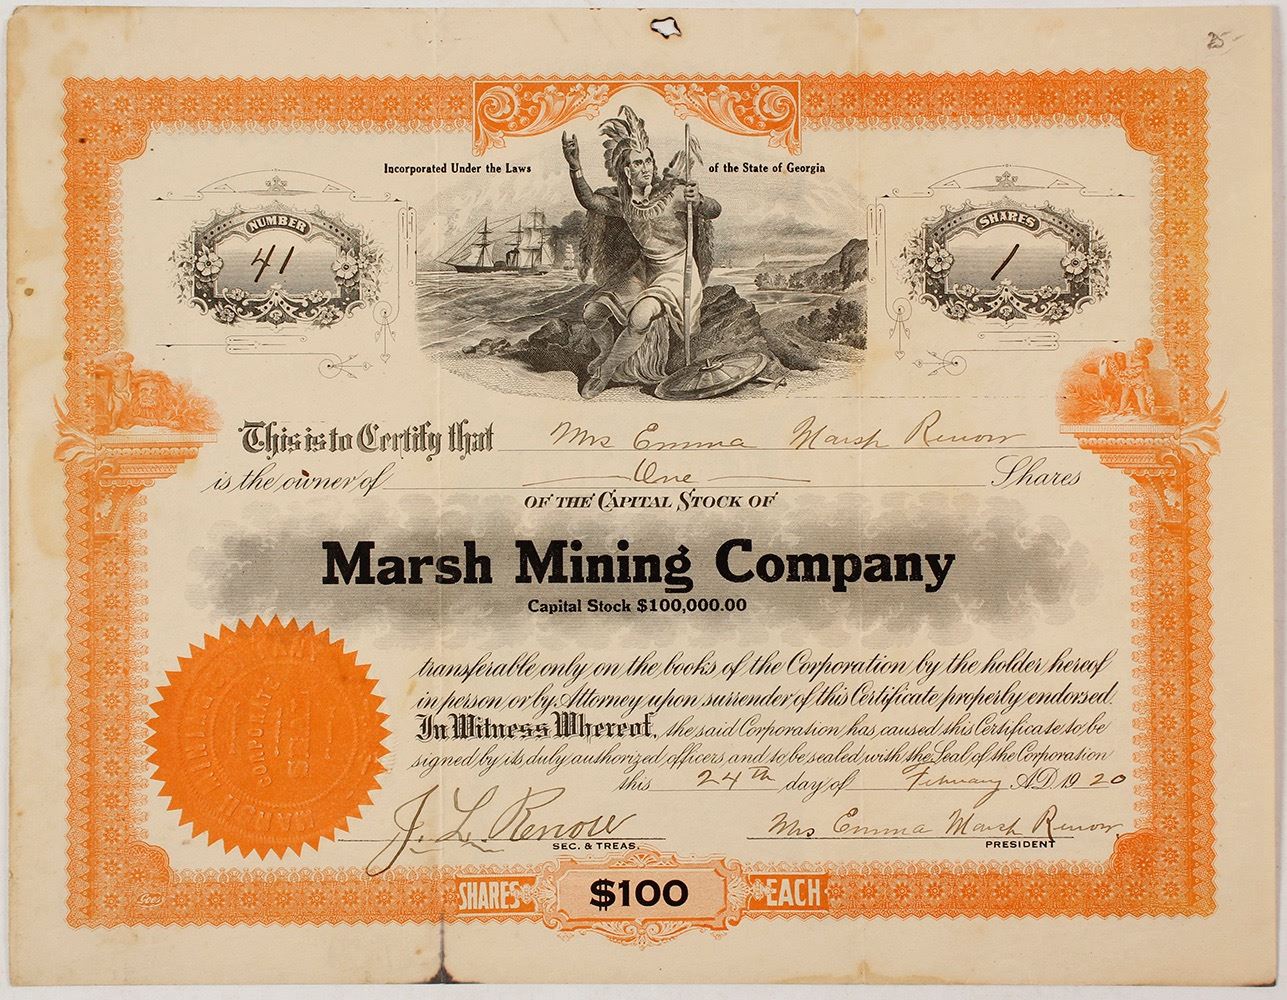 25-
Incorporated Under the Laws of the State of Georgia
NUMBER
41
SHARES
1
This is to Certify that Mrs Emma Marsh Renow
is the owner of One Shares
OF THE CAPITAL STOCK OF
Marsh Mining Company
Capital Stock $100,000.00
transferable only on the books of the Corporation by the holder hereof
in person or by Attorney upon surrender of this Certificate properly endorsed.
In Witness Whereof, the said Corporation has caused this Certificate to be
signed by its duly authorized officers and to be sealed with the Seal of the Corporation
this 24th day of February A.D. 1920
J. L. Renow
SEC. & TREAS.
Mrs Emma Marsh Renow
PRESIDENT
CORPORATE
SEAL
SHARES $100 EACH
Goes